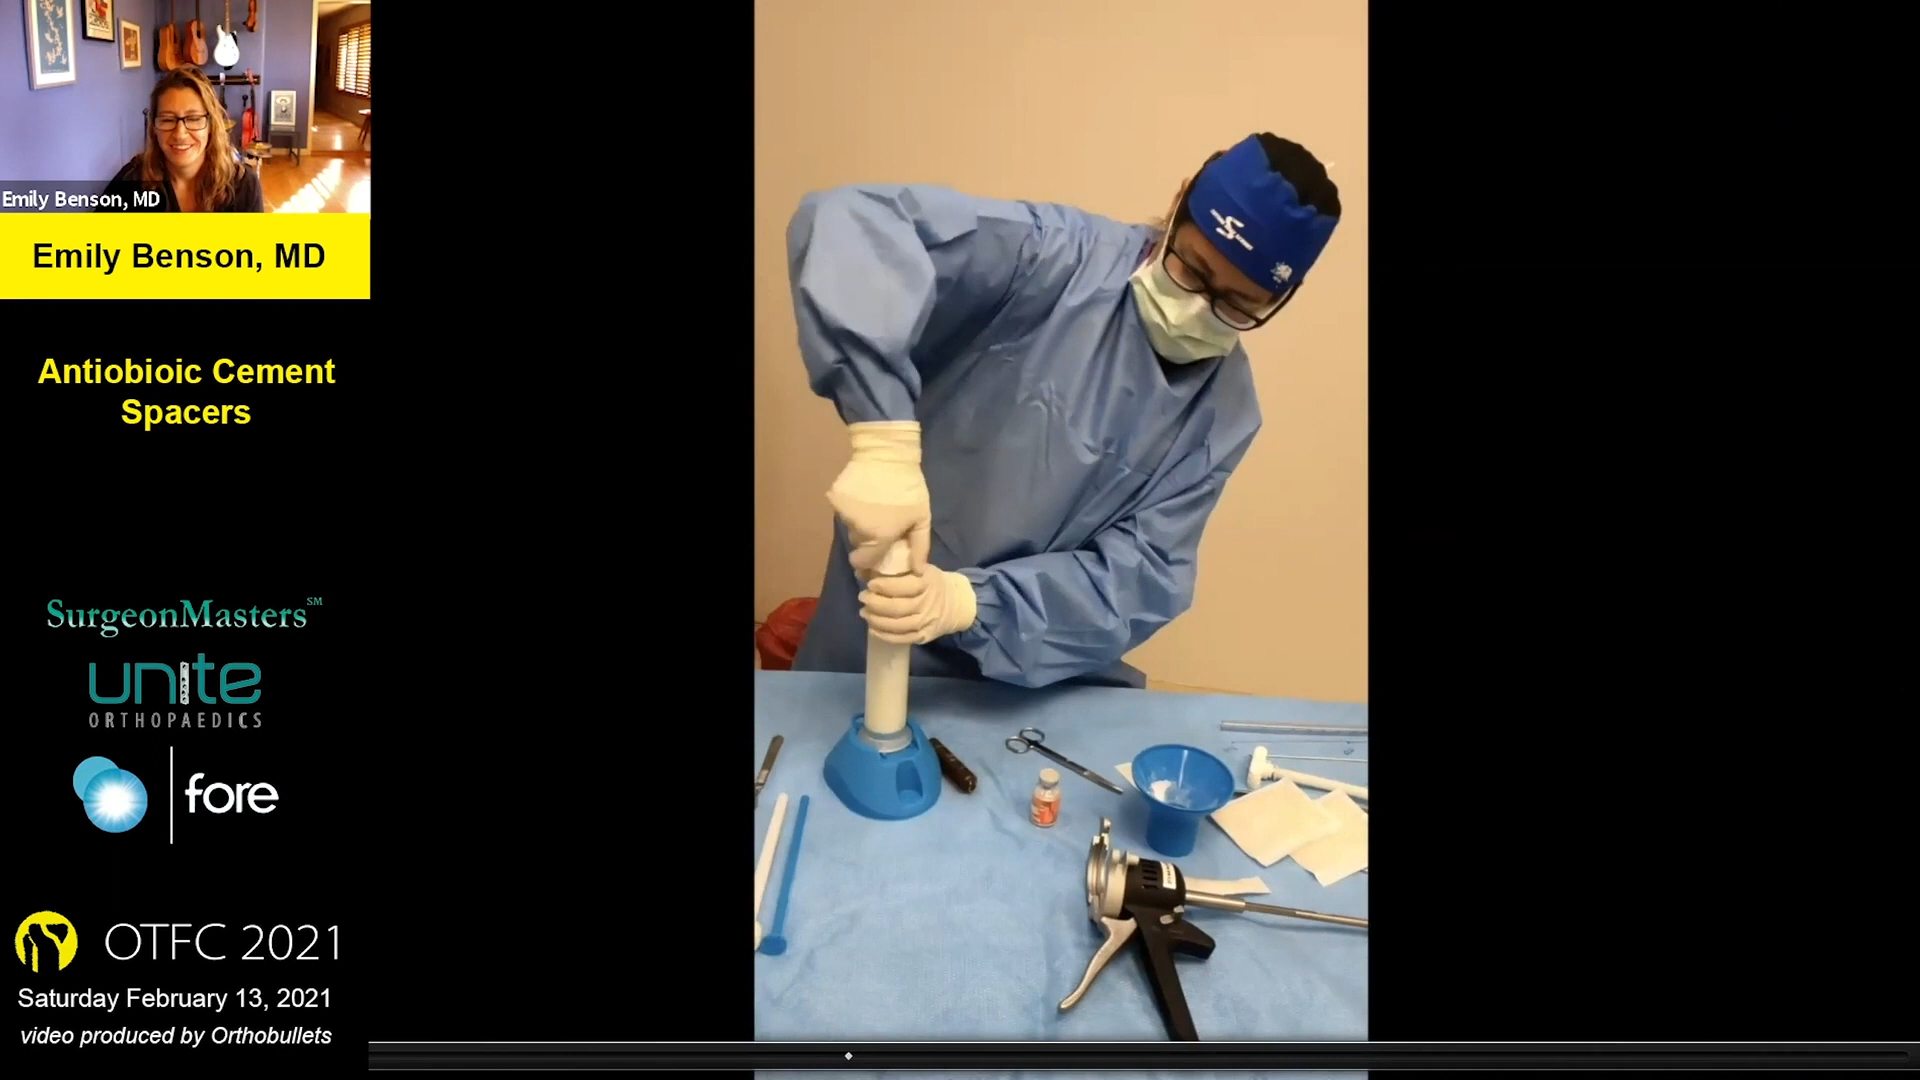 Emily Benson, MD
Emily Benson, MD
Antiobioic Cement
Spacers
SurgeonMasters℠
unite
ORTHOPAEDICS
fore
OTFC 2021
Saturday February 13, 2021
video produced by Orthobullets